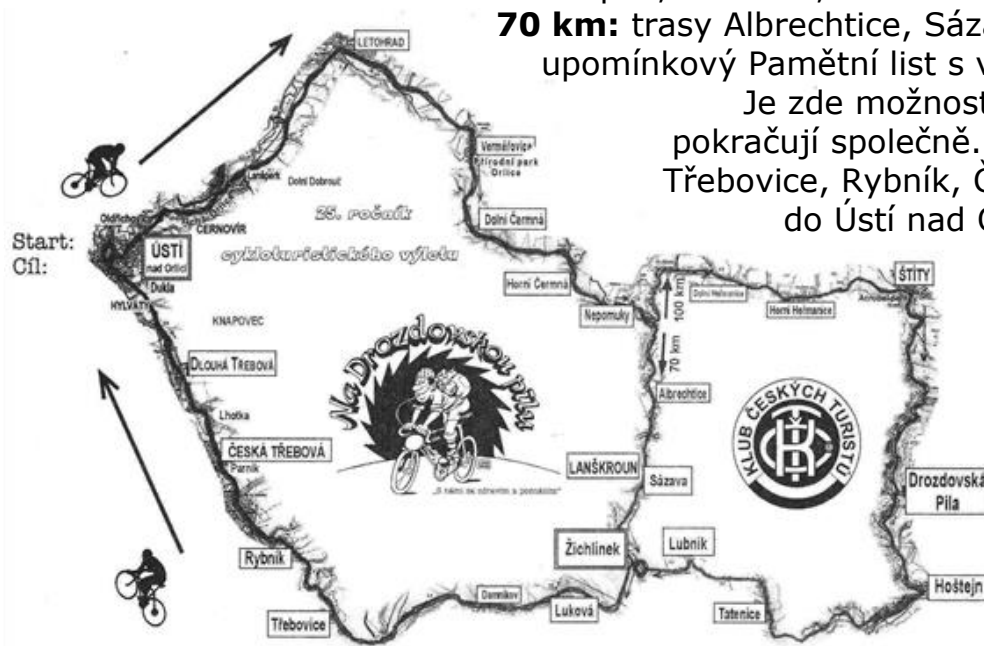 70 km: trasy Albrechtice, Sáza
upomínkový Pamětní list s v
Je zde možnost
pokračují společně.
Třebovice, Rybník, Č
do Ústí nad O
LETOHRAD
Verměřovice
Přírodní park
Orlice
Lanšperk
Dolní Dobrouč
Oldřichov
ČERNOVÍR
25. ročník
cykloturistického výletu
Dolní Čermná
Start:
Cíl:
ÚSTÍ
nad Orlicí
Dukla
HYLVÁTY
Horní Čermná
Nepomuky
100 km
70 km
Dolní Heřmanice
Horní Heřmanice
ŠTÍTY
KNAPOVEC
DLOUHÁ TŘEBOVÁ
Na Drozdovskou pilu
Albrechtice
KLUB ČESKÝCH TURISTŮ
KČT
Lhotka
ČESKÁ TŘEBOVÁ
Parník
LANŠKROUN
Sázava
Drozdovská
Pila
Rybník
Žichlínek
Lubník
Hoštejn
Třebovice
Damníkov
Luková
Tatenice